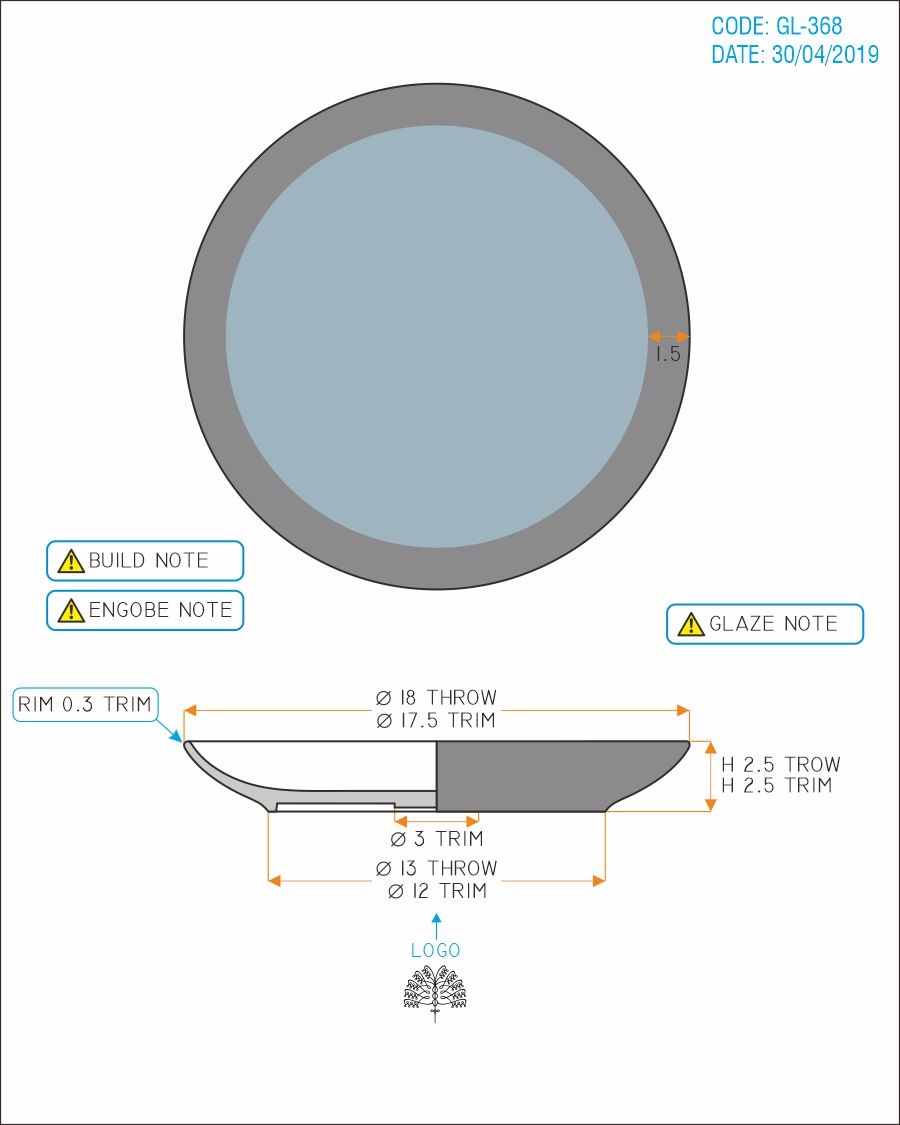 CODE: GL-368
DATE: 30/04/2019
1.5
BUILD NOTE
ENGOBE NOTE
GLAZE NOTE
RIM 0.3 TRIM
Ø 18 THROW
Ø 17.5 TRIM
H 2.5 TROW
H 2.5 TRIM
Ø 3 TRIM
Ø 13 THROW
Ø 12 TRIM
LOGO